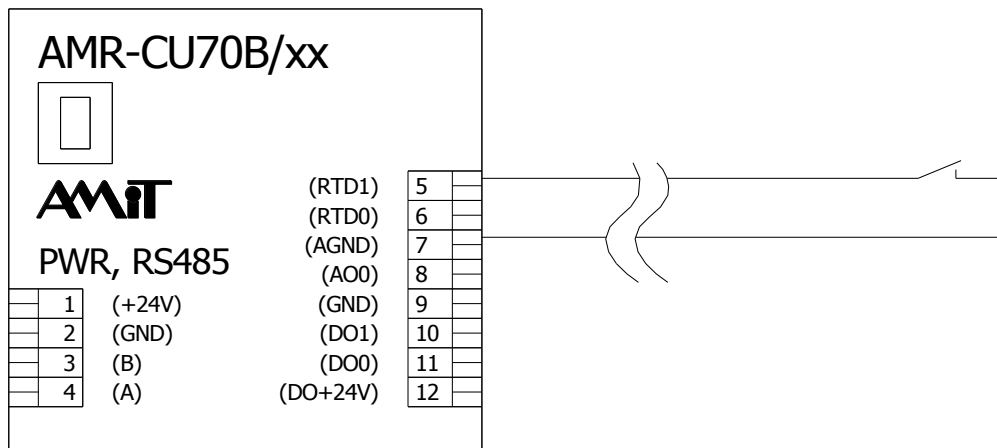 AMR-CU70B/xx
AMiT
PWR, RS485
1 (+24V)
2 (GND)
3 (B)
4 (A)
(RTD1) 5
(RTD0) 6
(AGND) 7
(AO0) 8
(GND) 9
(DO1) 10
(DO0) 11
(DO+24V) 12